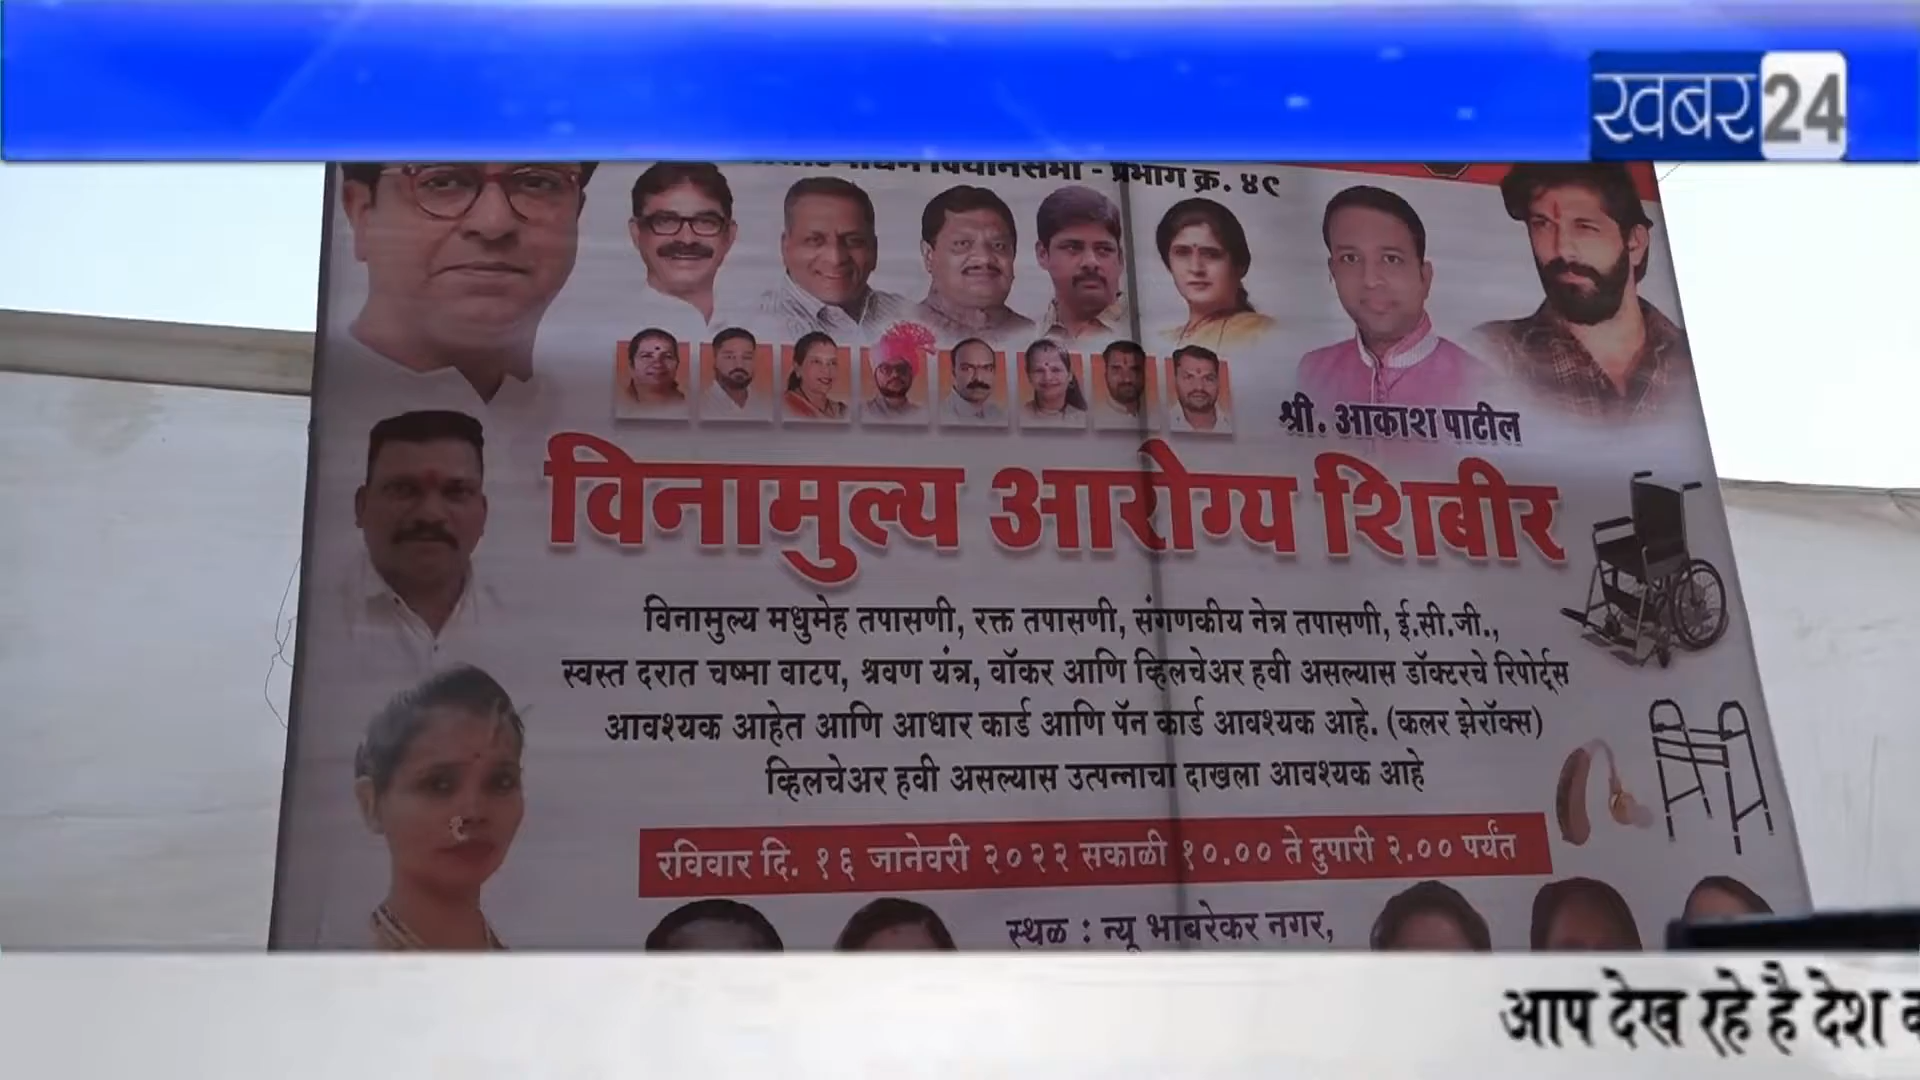 खबर24
विधानसभा - प्रभाग क्र. ४९
श्री. आकाश पाटील
विनामुल्य आरोग्य शिबीर
विनामुल्य मधुमेह तपासणी, रक्त तपासणी, संगणकीय नेत्र तपासणी, ई.सी.जी.,
स्वस्त दरात चष्मा वाटप, श्रवण यंत्र, वॉकर आणि व्हिलचेअर हवी असल्यास डॉक्टरचे रिपोर्ट्स
आवश्यक आहेत आणि आधार कार्ड आणि पॅन कार्ड आवश्यक आहे. (कलर झेरॉक्स)
व्हिलचेअर हवी असल्यास उत्पन्नाचा दाखला आवश्यक आहे
रविवार दि. १६ जानेवारी २०२२ सकाळी १०.०० ते दुपारी २.०० पर्यंत
स्थळ : न्यू भाबरेकर नगर,
आप देख रहे है देश